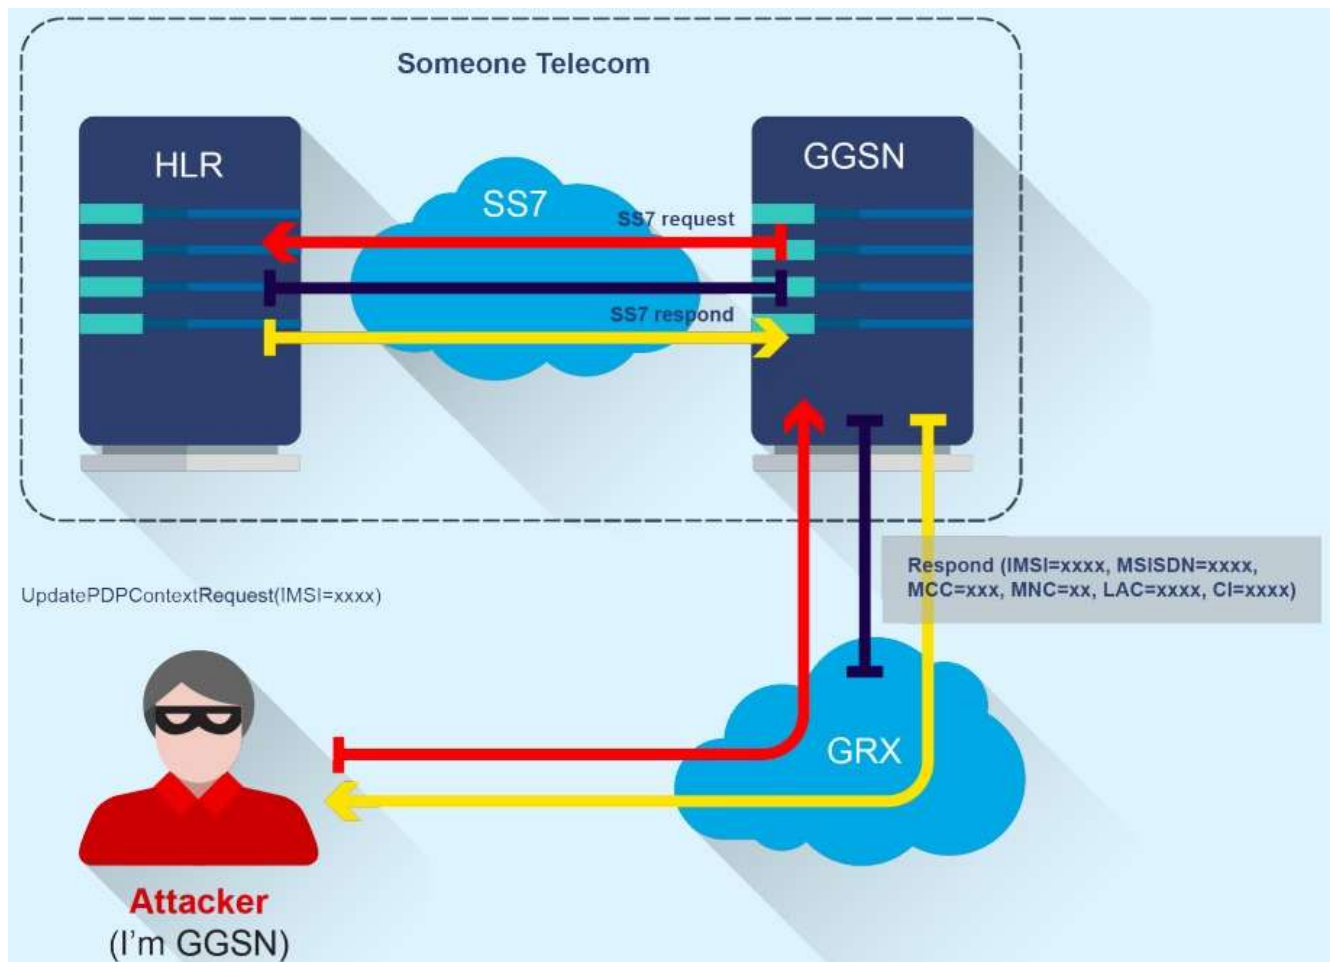 Someone Telecom
HLR
GGSN
SS7
SS7 request
SS7 respond
Respond (IMSI=xxxx, MSISDN=xxxx,
MCC=xxx, MNC=xx, LAC=xxxx, CI=xxxx)
UpdatePDPContextRequest(IMSI=xxxx)
GRX
Attacker
(I'm GGSN)